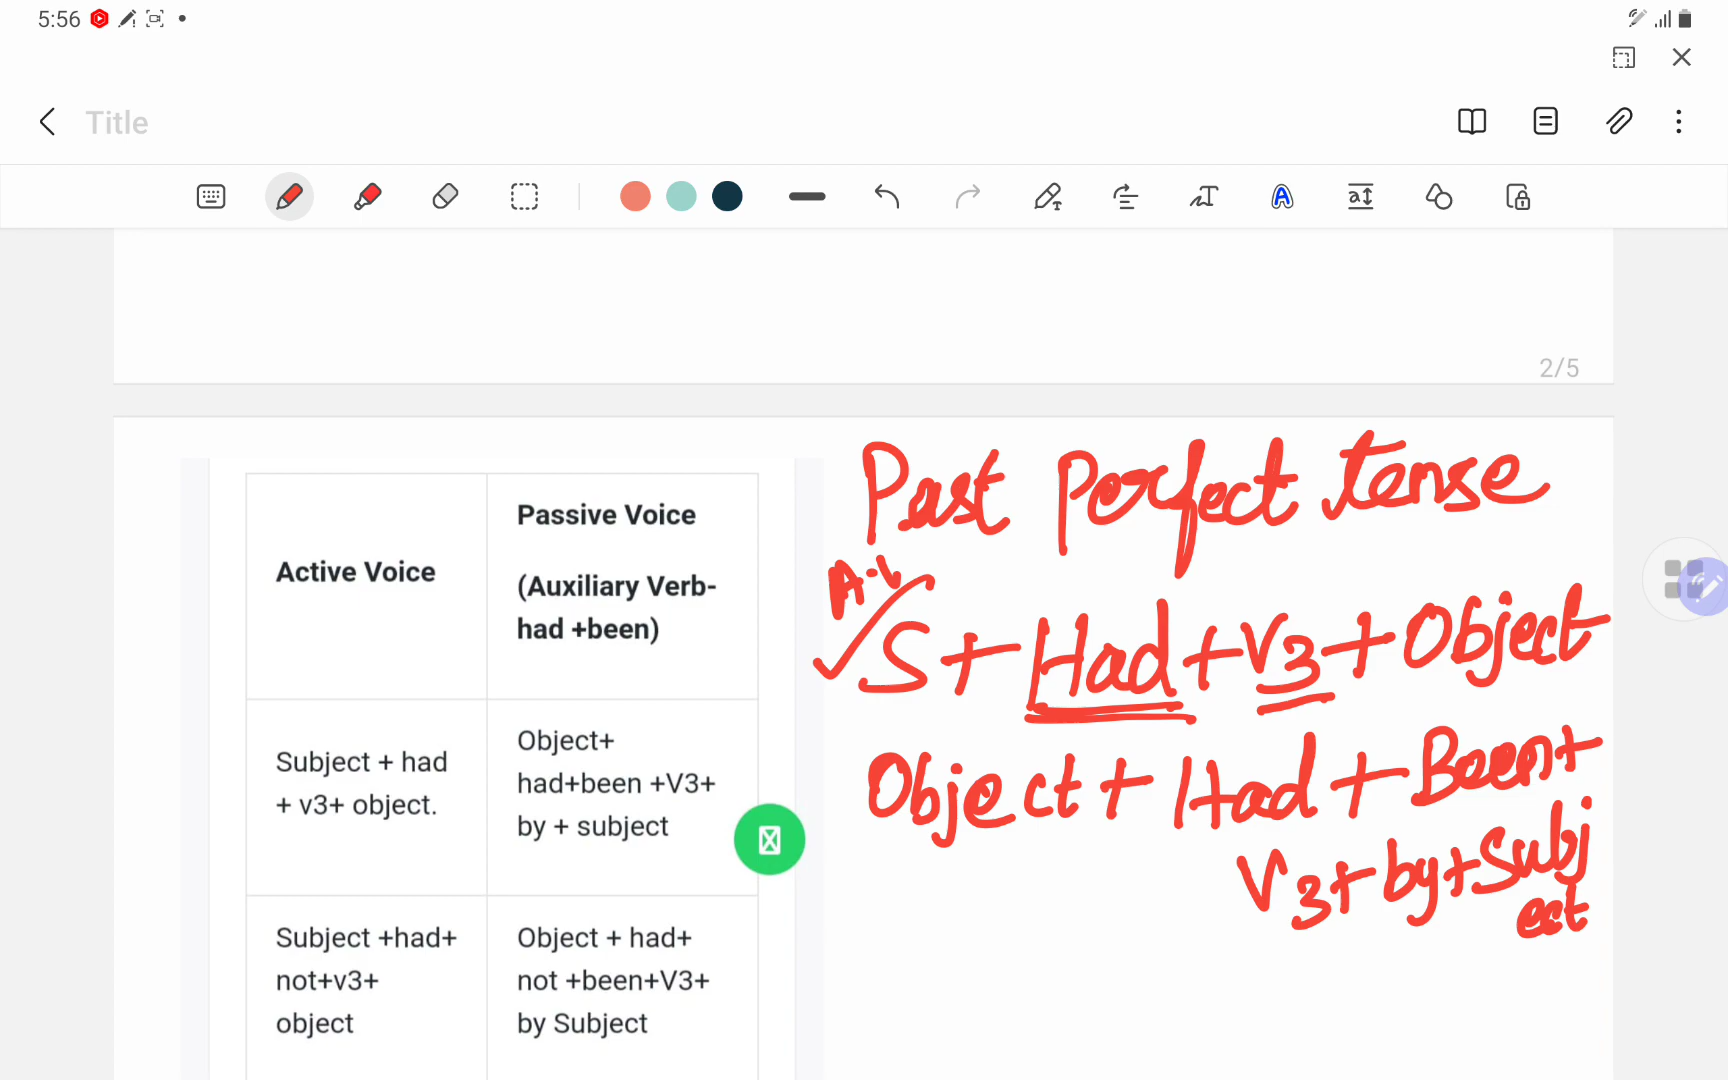 5:56
Title
2/5
Active Voice
Passive Voice
(Auxiliary Verb-
had +been)
Subject + had
+ v3+ object.
Object+
had+been +V3+
by + subject
Subject +had+
not+v3+
object
Object + had+
not +been+V3+
by Subject
Past Perfect tense
A.V
S + Had + V3 + Object
Object + Had + Been +
V3 + by + Subj
ect